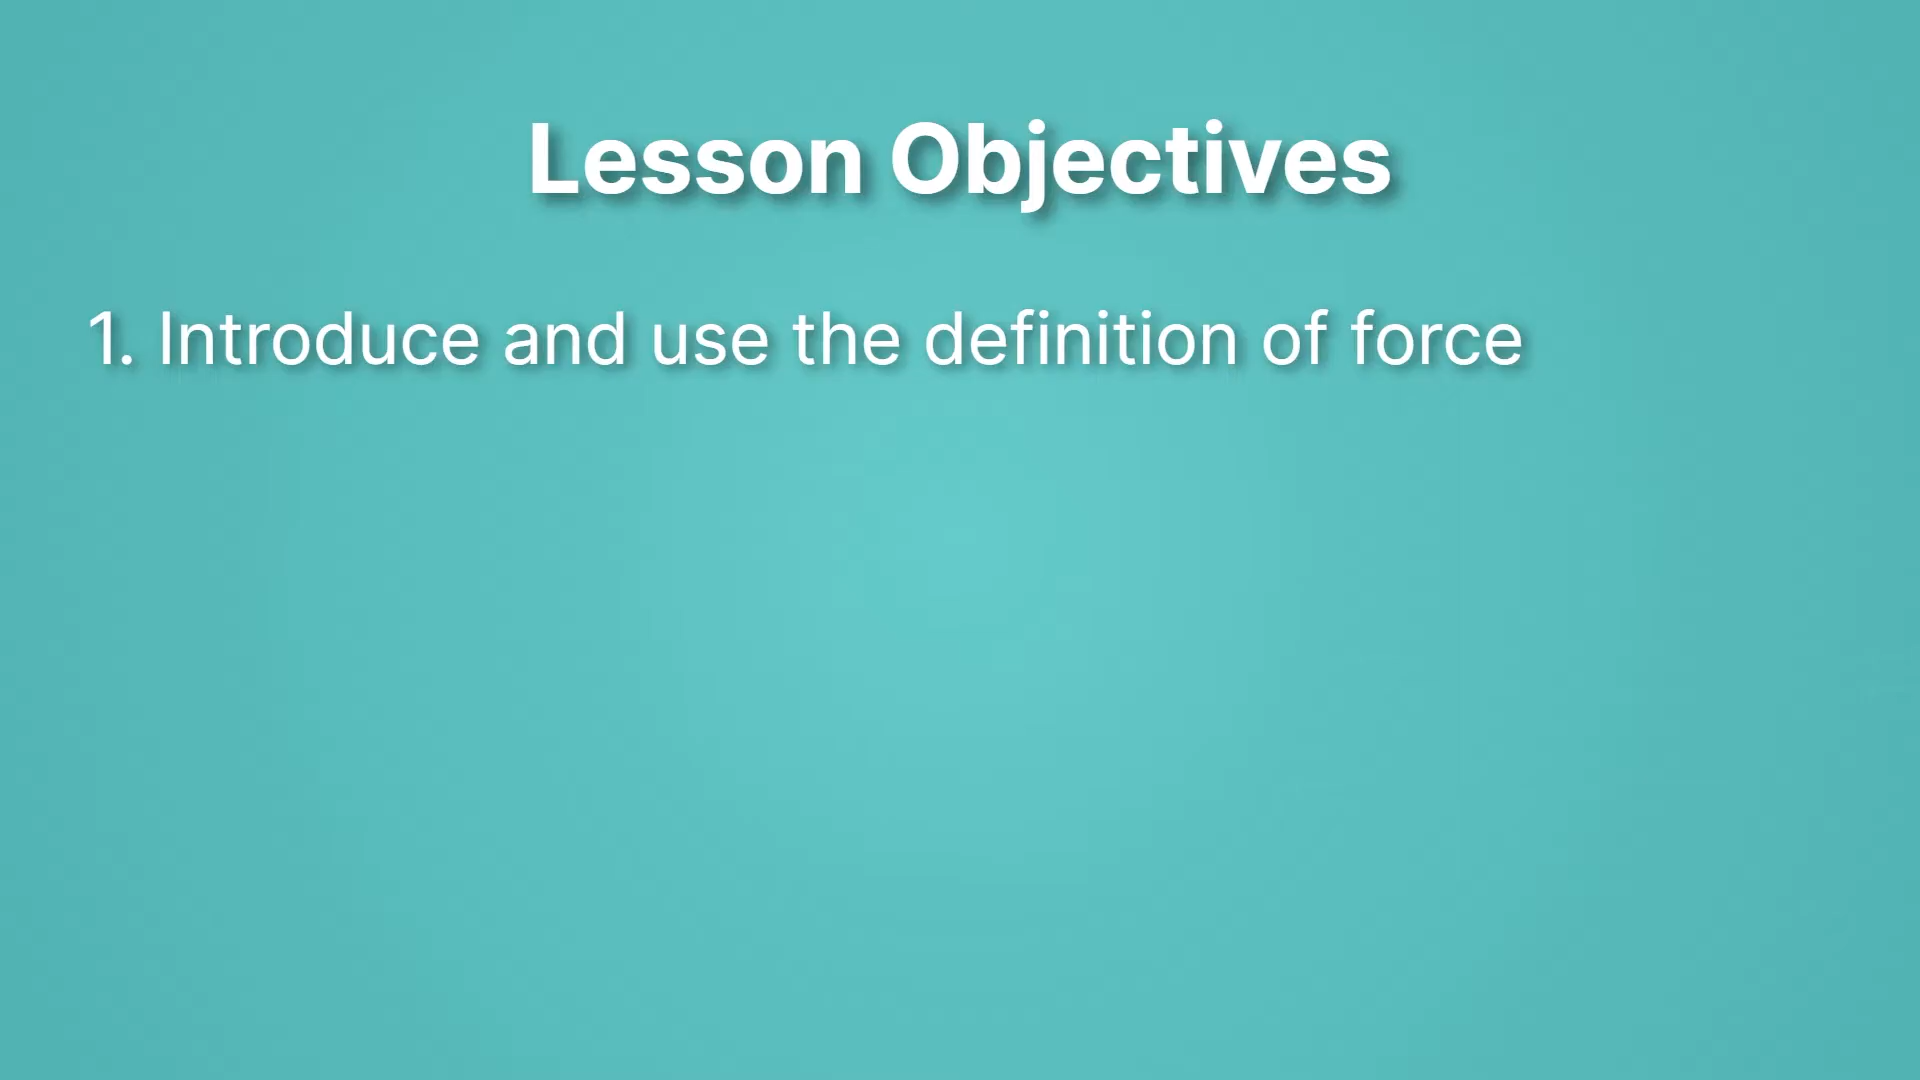 Lesson Objectives
1. Introduce and use the definition of force